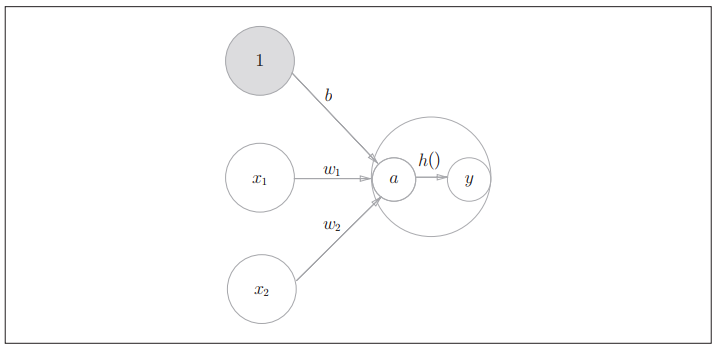 1
b
h()
x₁
w₁
a
y
w₂
x₂